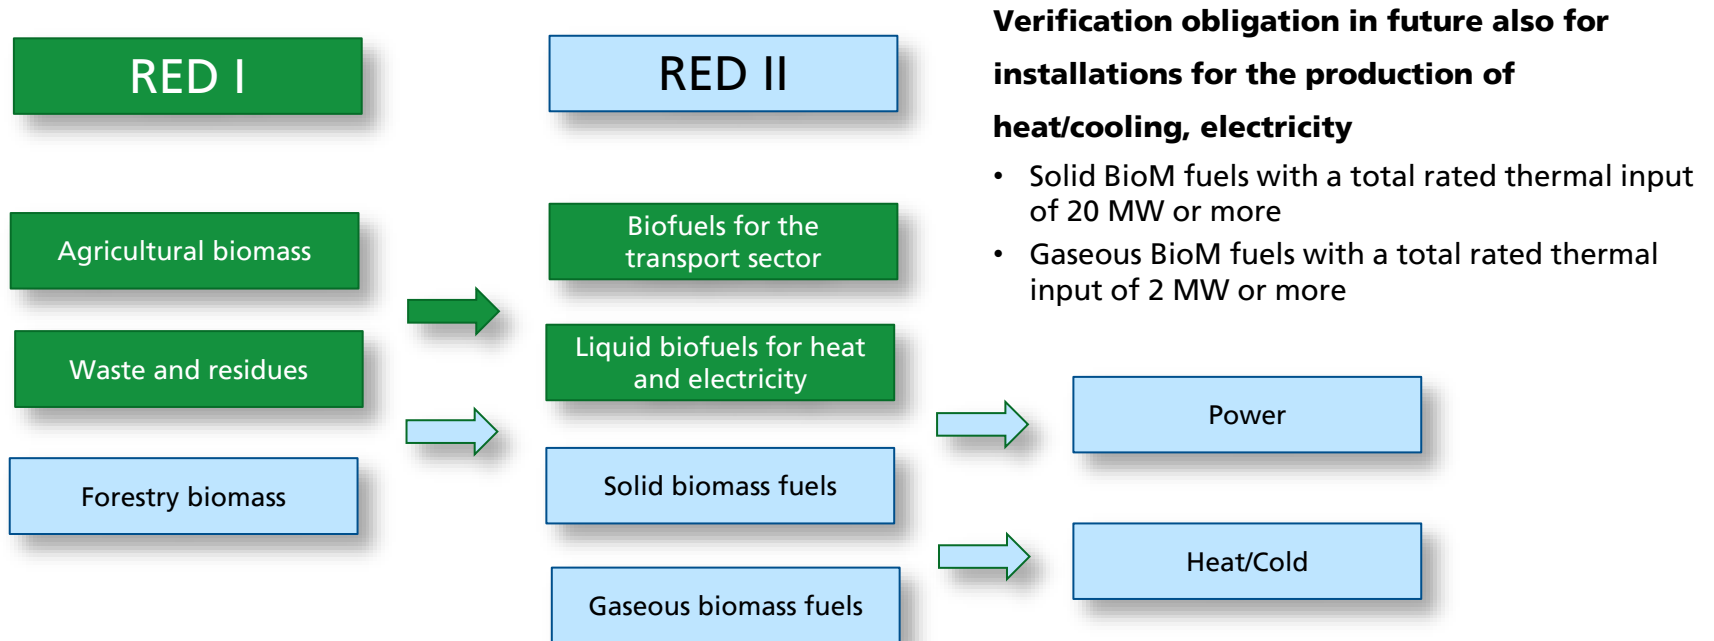 RED I
RED II
Verification obligation in future also for
installations for the production of
heat/cooling, electricity
• Solid BioM fuels with a total rated thermal input
of 20 MW or more
• Gaseous BioM fuels with a total rated thermal
input of 2 MW or more
Agricultural biomass
Waste and residues
Forestry biomass
Biofuels for the
transport sector
Liquid biofuels for heat
and electricity
Solid biomass fuels
Gaseous biomass fuels
Power
Heat/Cold